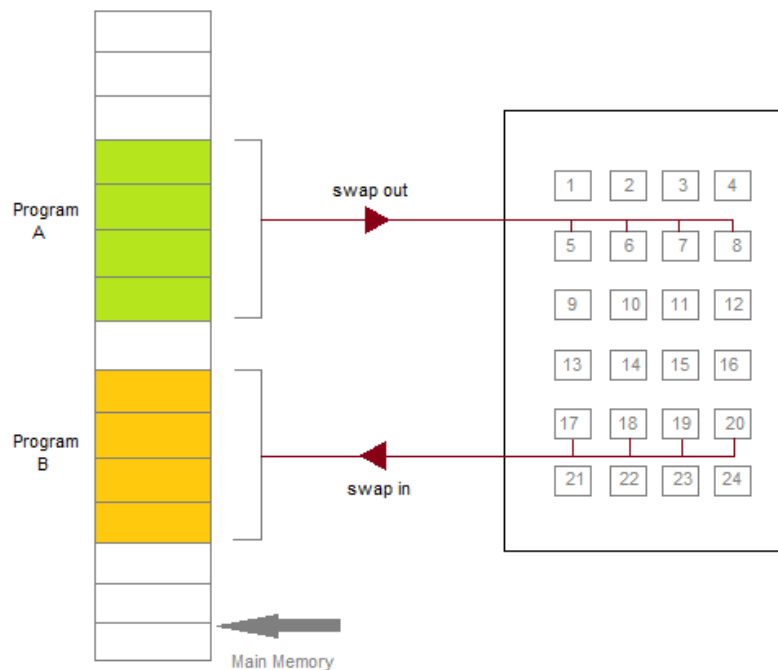 Program
A
swap out
1 2 3 4
5 6 7 8
9 10 11 12
13 14 15 16
Program
B
17 18 19 20
swap in
21 22 23 24
Main Memory